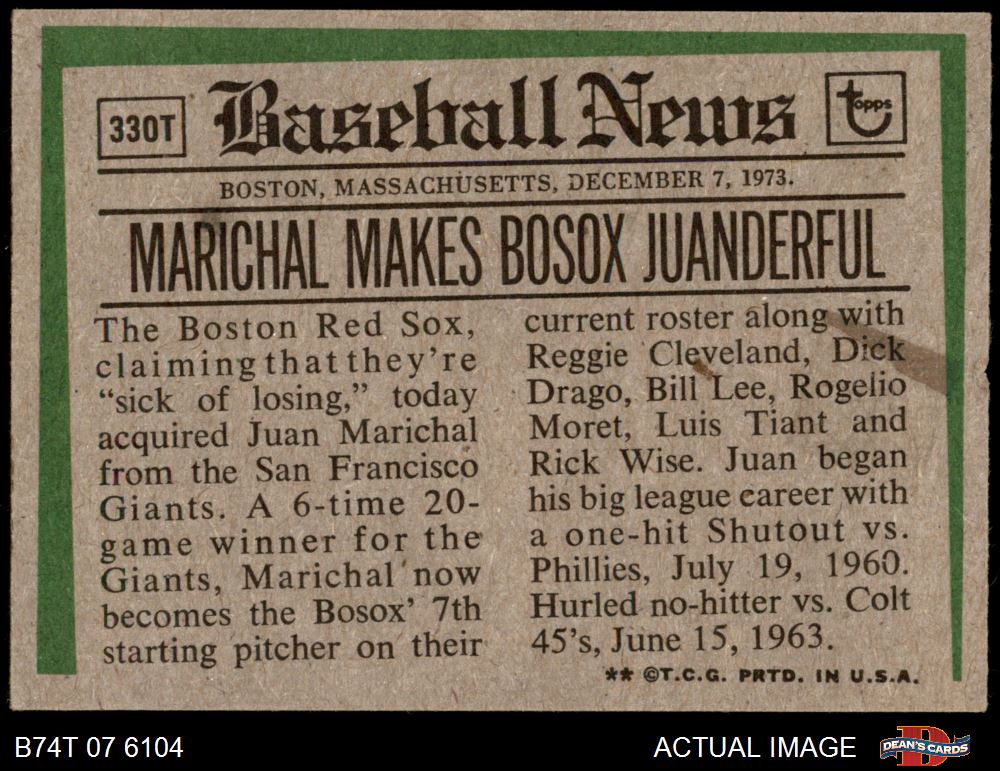 330T
Baseball News
topps
BOSTON, MASSACHUSETTS, DECEMBER 7, 1973.
MARICHAL MAKES BOSOX JUANDERFUL
The Boston Red Sox,
claiming that they're
"sick of losing," today
acquired Juan Marichal
from the San Francisco
Giants. A 6-time 20-
game winner for the
Giants, Marichal now
becomes the Bosox' 7th
starting pitcher on their
current roster along with
Reggie Cleveland, Dick
Drago, Bill Lee, Rogelio
Moret, Luis Tiant and
Rick Wise. Juan began
his big league career with
a one-hit Shutout vs.
Phillies, July 19, 1960.
Hurled no-hitter vs. Colt
45's, June 15, 1963.
** ©T.C.G. PRTD. IN U.S.A.
B74T 07 6104
ACTUAL IMAGE
DEAN'S CARDS